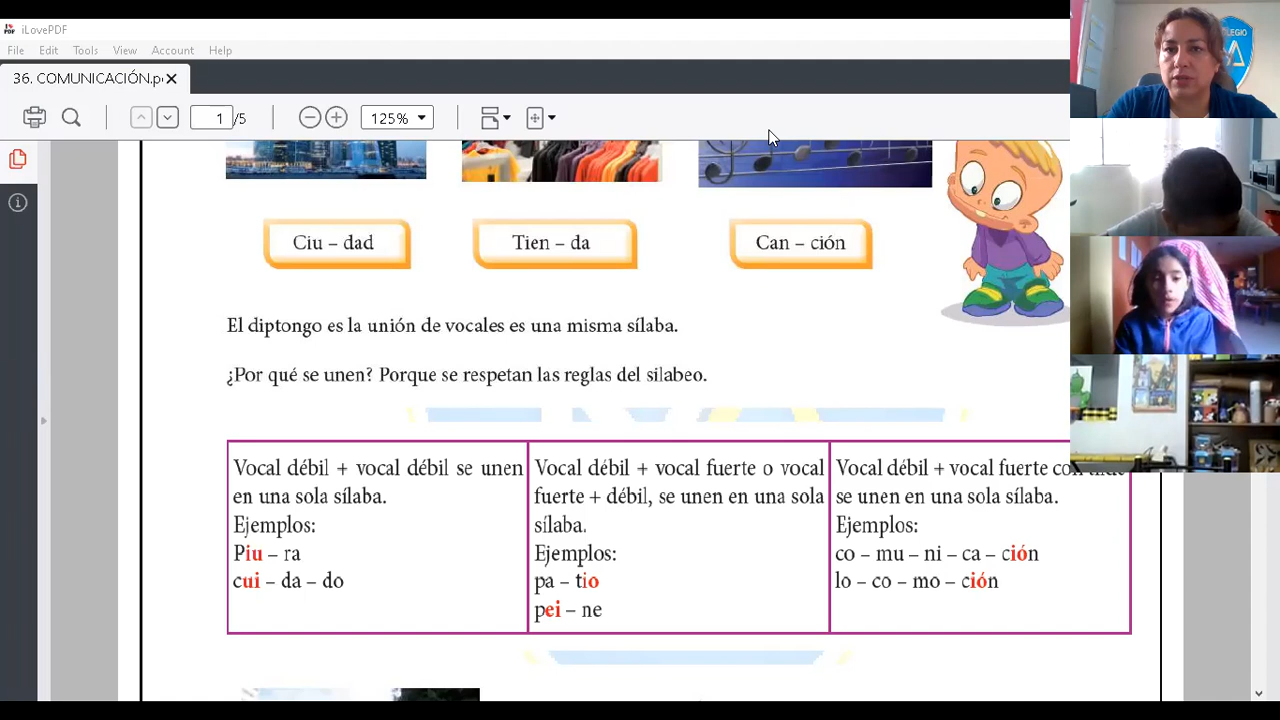 iLovePDF
File Edit Tools View Account Help
36. COMUNICACIÓN.p
1 /5
125%
Ciu – dad
Tien – da
Can – ción
El diptongo es la unión de vocales es una misma sílaba.
¿Por qué se unen? Porque se respetan las reglas del silabeo.
Vocal débil + vocal débil se unen
en una sola sílaba.
Ejemplos:
Piu – ra
cui – da – do
Vocal débil + vocal fuerte o vocal
fuerte + débil, se unen en una sola
sílaba.
Ejemplos:
pa – tio
pei – ne
Vocal débil + vocal fuerte con
se unen en una sola sílaba.
Ejemplos:
co – mu – ni – ca – ción
lo – co – mo – ción